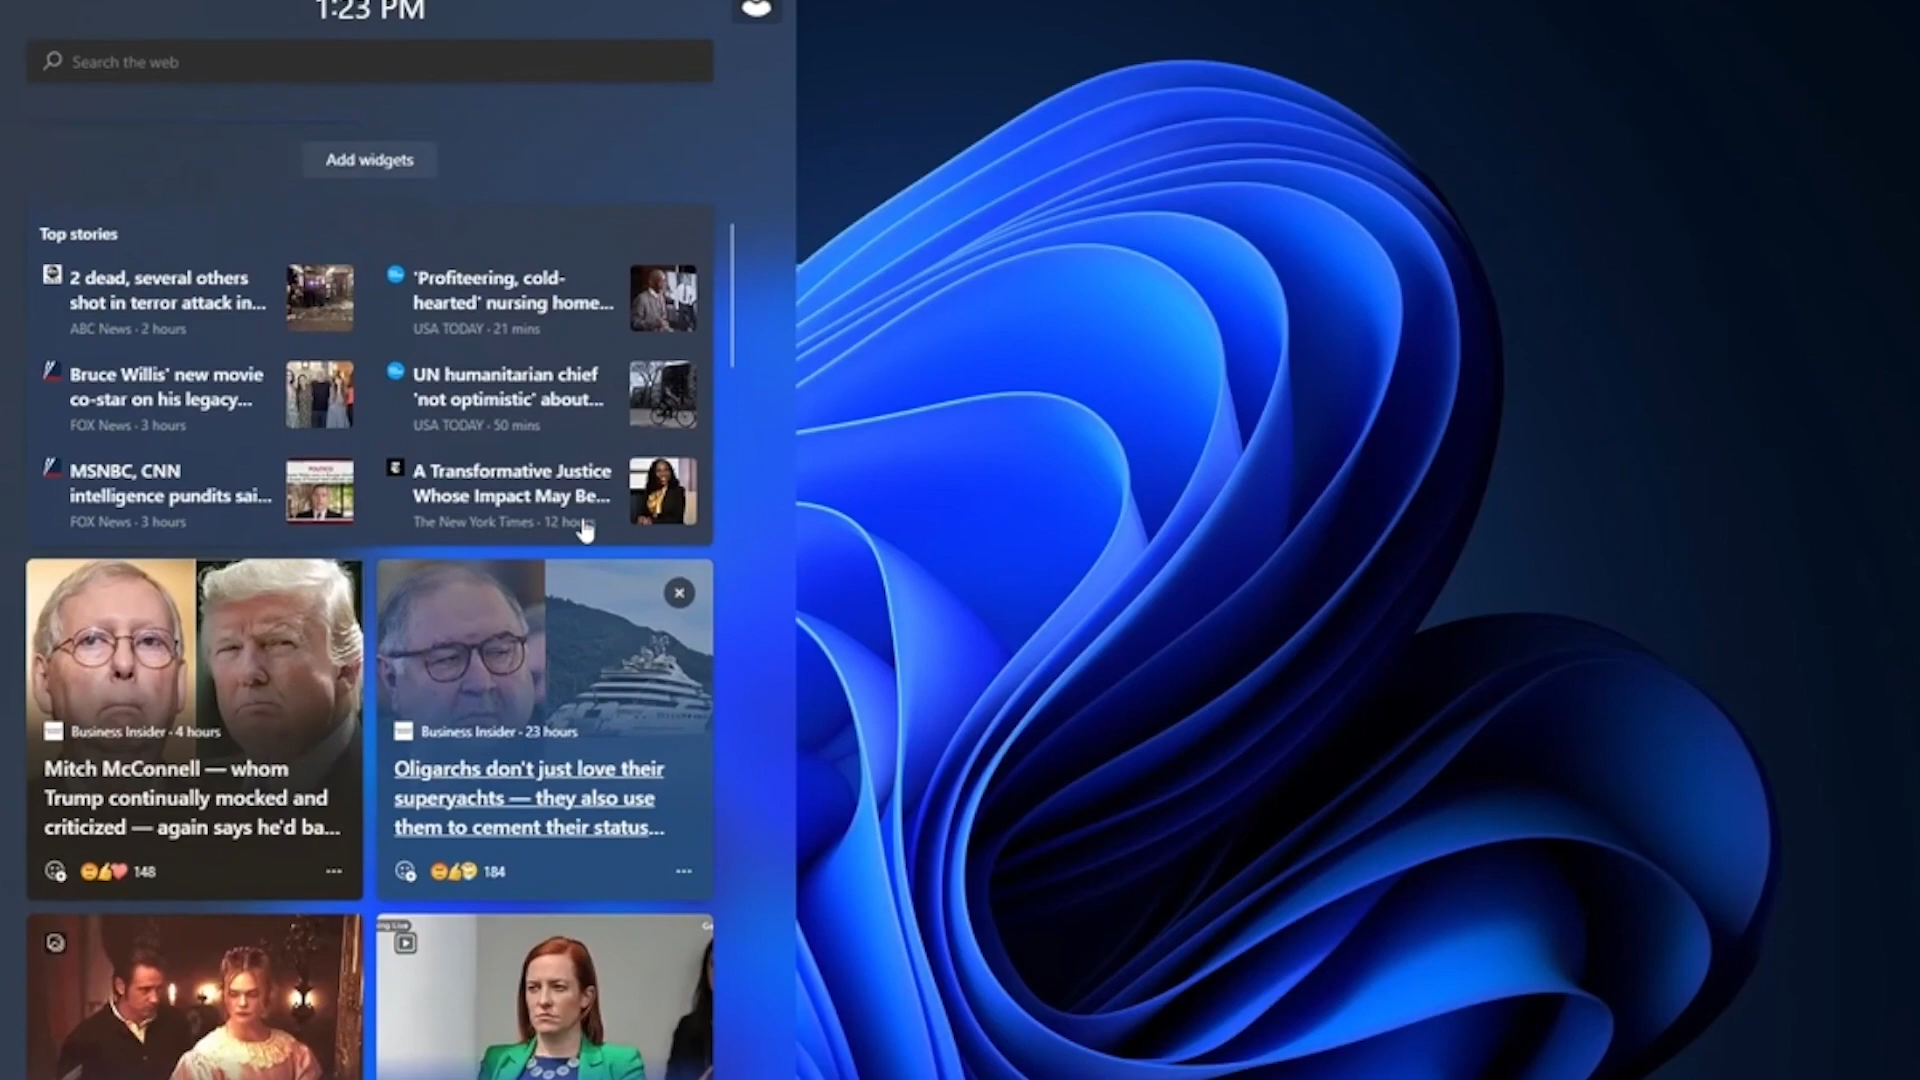 1:23 PM
Search the web
Add widgets
Top stories
2 dead, several others
shot in terror attack in...
ABC News · 2 hours
'Profiteering, cold-
hearted' nursing home...
USA TODAY · 21 mins
Bruce Willis' new movie
co-star on his legacy...
FOX News · 3 hours
UN humanitarian chief
'not optimistic' about...
USA TODAY · 50 mins
MSNBC, CNN
intelligence pundits sai...
FOX News · 3 hours
A Transformative Justice
Whose Impact May Be...
The New York Times · 12 hours
Business Insider · 4 hours
Mitch McConnell — whom
Trump continually mocked and
criticized — again says he'd ba...
148
Business Insider · 23 hours
Oligarchs don't just love their
superyachts — they also use
them to cement their status...
184